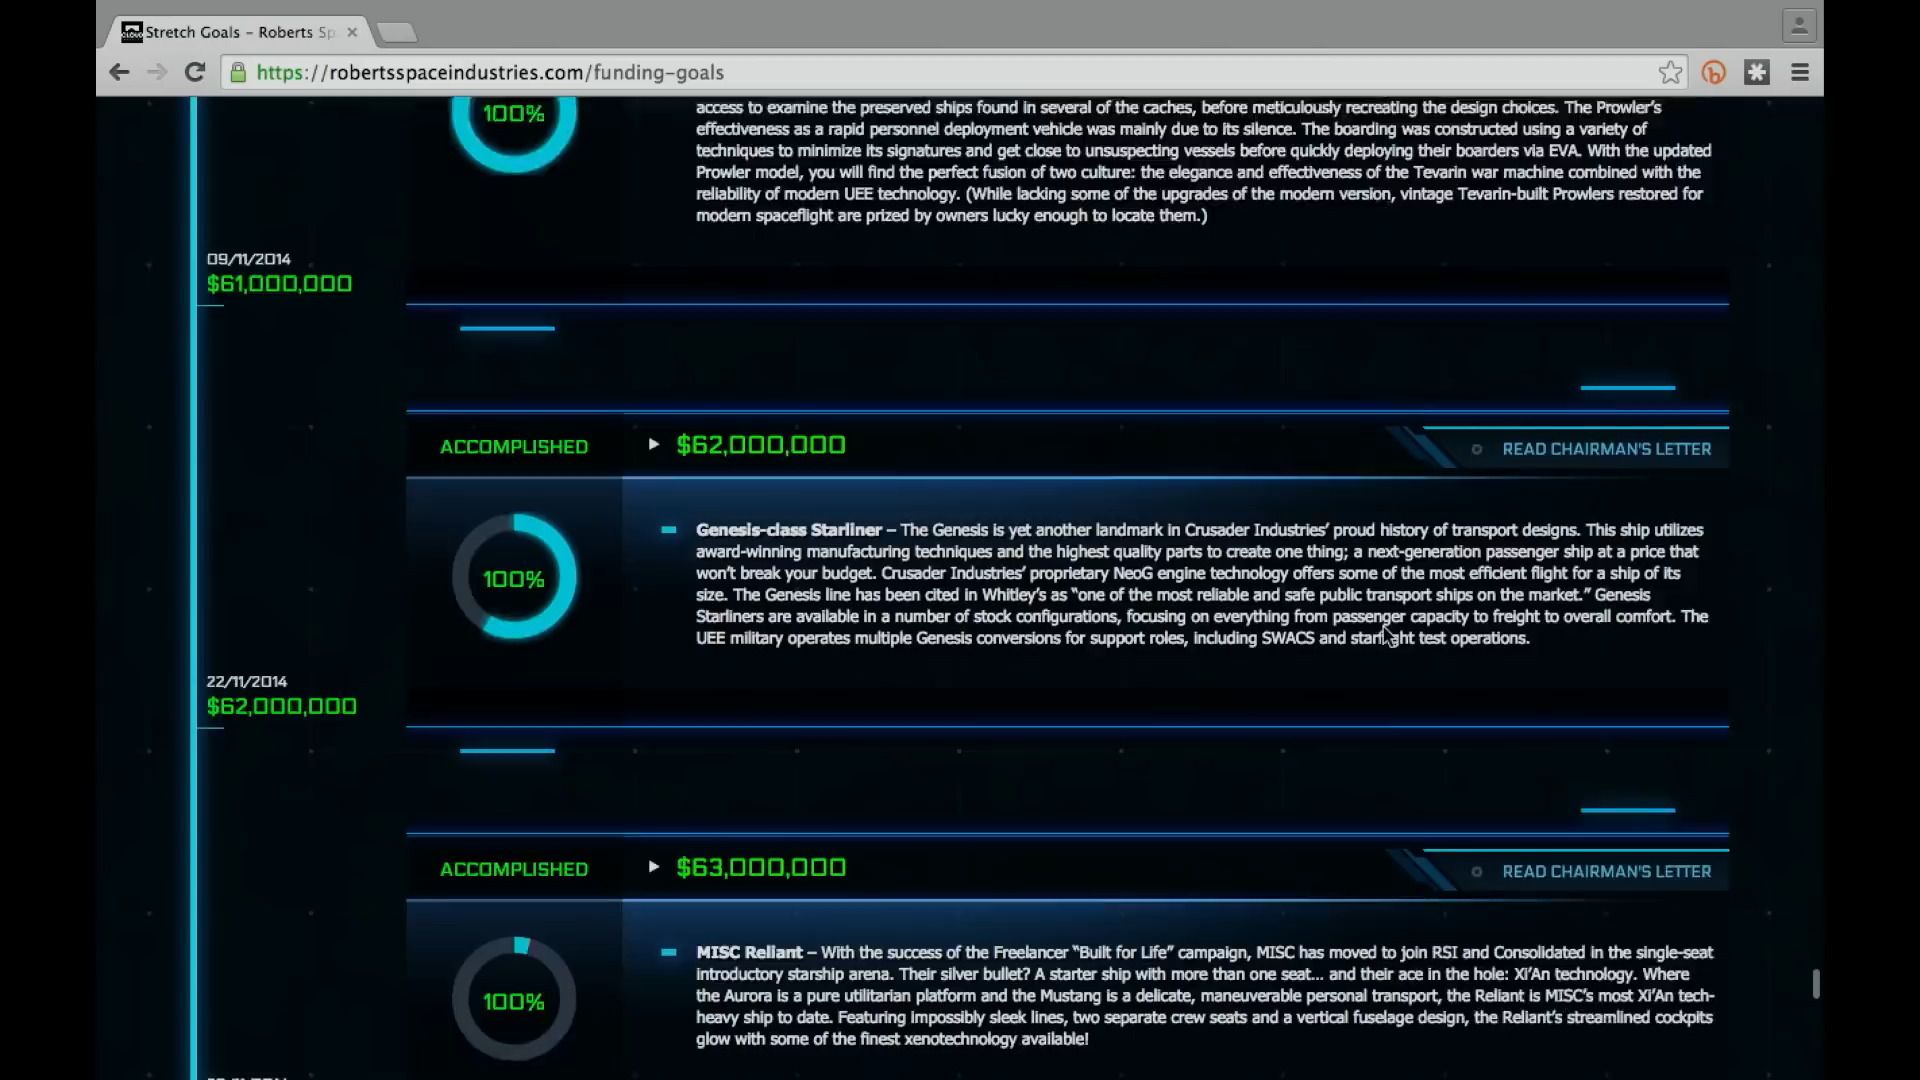 Stretch Goals – Roberts Sp
https://robertsspaceindustries.com/funding-goals
100%
access to examine the preserved ships found in several of the caches, before meticulously recreating the design choices. The Prowler's
effectiveness as a rapid personnel deployment vehicle was mainly due to its silence. The boarding was constructed using a variety of
techniques to minimize its signatures and get close to unsuspecting vessels before quickly deploying their boarders via EVA. With the updated
Prowler model, you will find the perfect fusion of two culture: the elegance and effectiveness of the Tevarin war machine combined with the
reliability of modern UEE technology. (While lacking some of the upgrades of the modern version, vintage Tevarin-built Prowlers restored for
modern spaceflight are prized by owners lucky enough to locate them.)
09/11/2014
$61,000,000
ACCOMPLISHED
$62,000,000
READ CHAIRMAN'S LETTER
100%
Genesis-class Starliner – The Genesis is yet another landmark in Crusader Industries' proud history of transport designs. This ship utilizes
award-winning manufacturing techniques and the highest quality parts to create one thing; a next-generation passenger ship at a price that
won't break your budget. Crusader Industries' proprietary NeoG engine technology offers some of the most efficient flight for a ship of its
size. The Genesis line has been cited in Whitley's as "one of the most reliable and safe public transport ships on the market." Genesis
Starliners are available in a number of stock configurations, focusing on everything from passenger capacity to freight to overall comfort. The
UEE military operates multiple Genesis conversions for support roles, including SWACS and starlight test operations.
22/11/2014
$62,000,000
ACCOMPLISHED
$63,000,000
READ CHAIRMAN'S LETTER
100%
MISC Reliant – With the success of the Freelancer "Built for Life" campaign, MISC has moved to join RSI and Consolidated in the single-seat
introductory starship arena. Their silver bullet? A starter ship with more than one seat... and their ace in the hole: Xi'An technology. Where
the Aurora is a pure utilitarian platform and the Mustang is a delicate, maneuverable personal transport, the Reliant is MISC's most Xi'An tech-
heavy ship to date. Featuring impossibly sleek lines, two separate crew seats and a vertical fuselage design, the Reliant's streamlined cockpits
glow with some of the finest xenotechnology available!